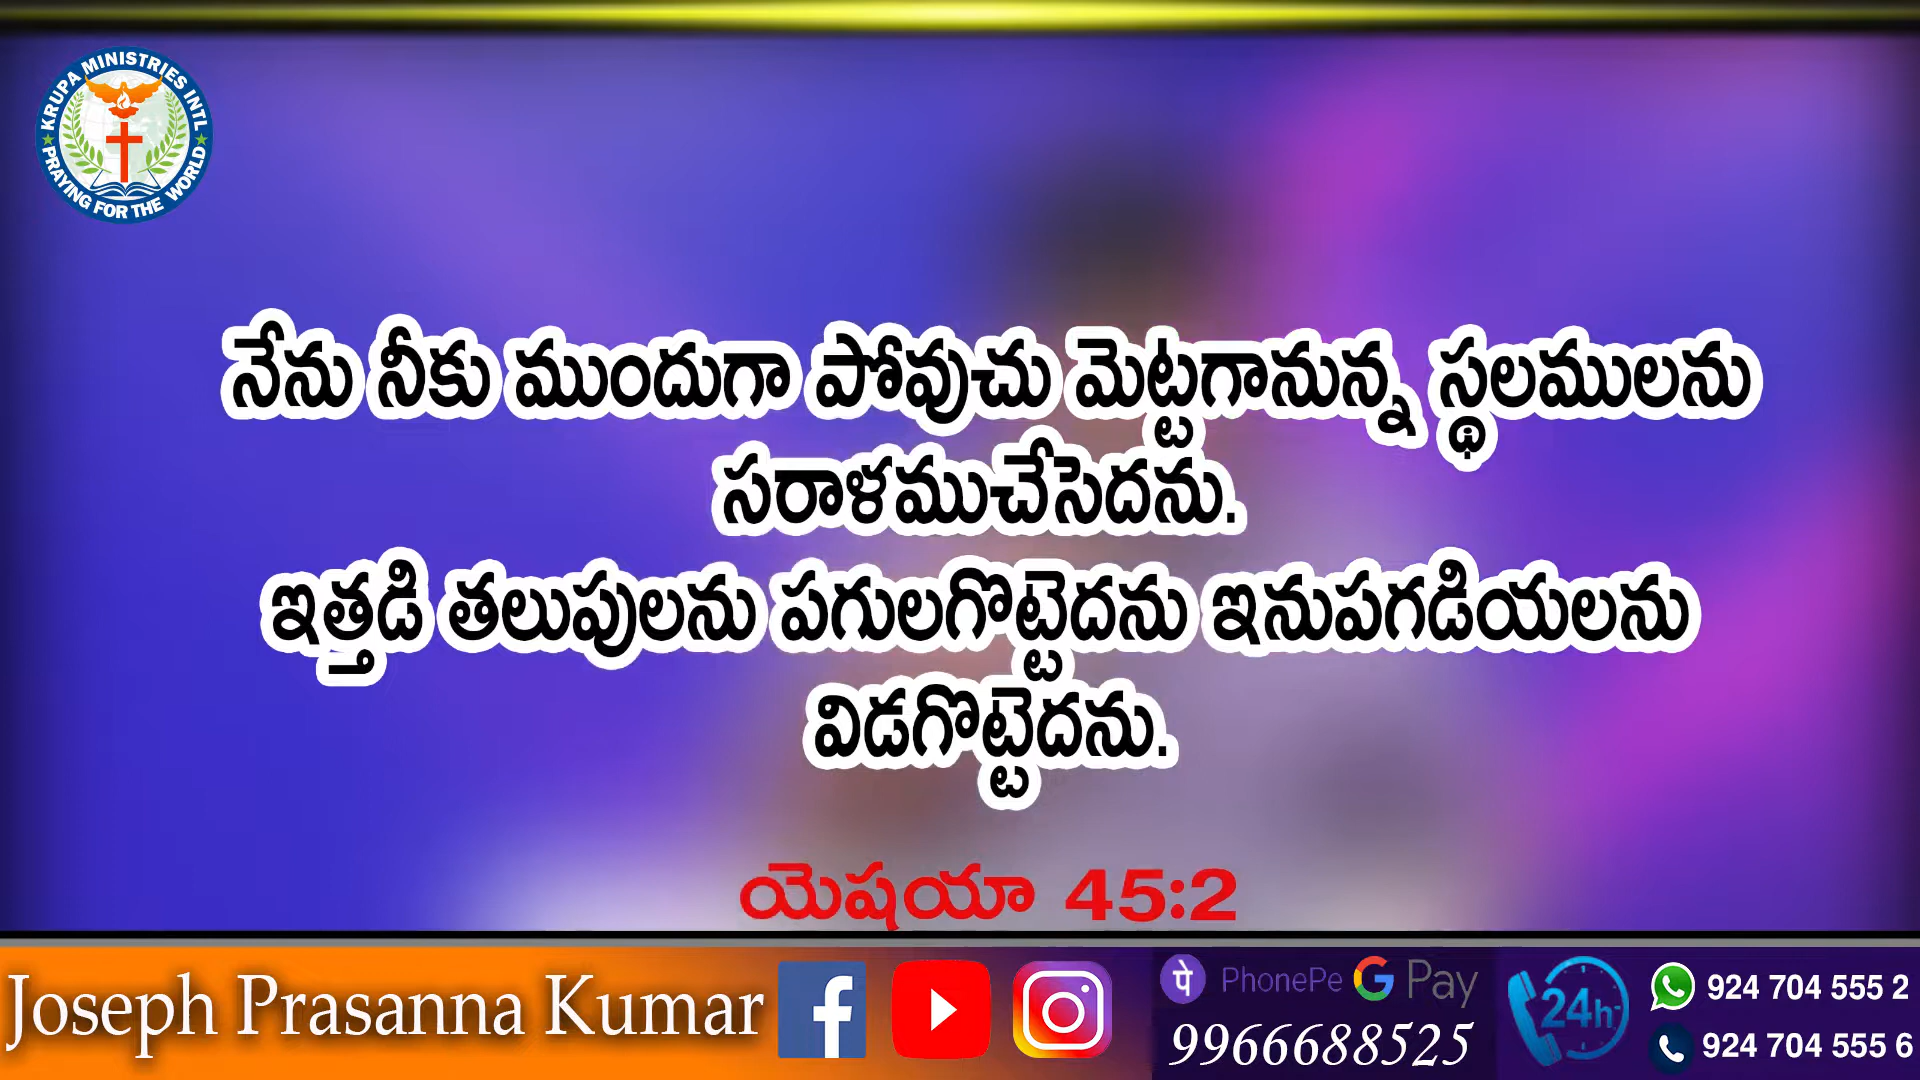 KRUPA MINISTRIES INTL
PRAYING FOR THE WORLD
నేను నీకు ముందుగా పోవుచు మెట్టగానున్న స్థలములను
సరాళముచేసెదను.
ఇత్తడి తలుపులను పగులగొట్టెదను ఇనుపగడియలను
విడగొట్టెదను.
యెషయా 45:2
Joseph Prasanna Kumar
पे PhonePe G Pay
9966688525
24h
924 704 555 2
924 704 555 6